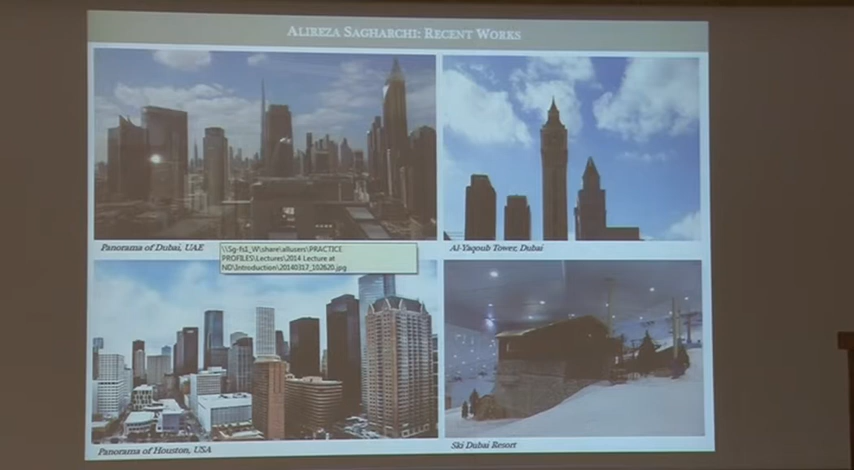 ALIREZA SAGHARCHI: RECENT WORKS
Panorama of Dubai, UAE
Al-Yaqoub Tower, Dubai
\\Sg-fs1_W\share\allusers\PRACTICE
PROFILES\Lectures\2014 Lecture at
ND\Introduction\20140317_102620.jpg
Panorama of Houston, USA
Ski Dubai Resort